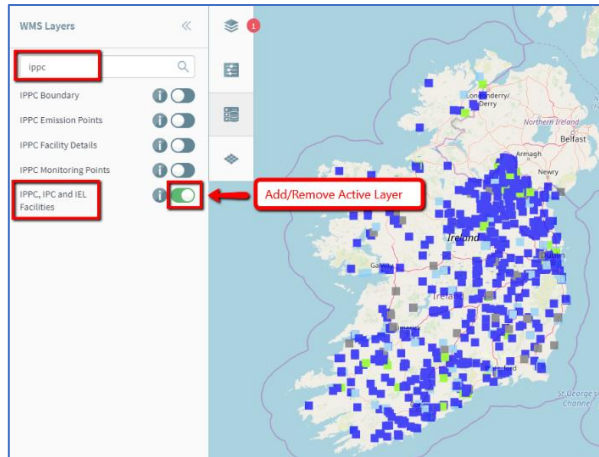 WMS Layers
ippc
IPPC Boundary
IPPC Emission Points
IPPC Facility Details
IPPC Monitoring Points
IPPC, IPC and IEL
Facilities
1
Add/Remove Active Layer
Londonderry/
Derry
Northern Ireland
Belfast
Armagh
Newry
Ireland
Ireland
St George's
Channel